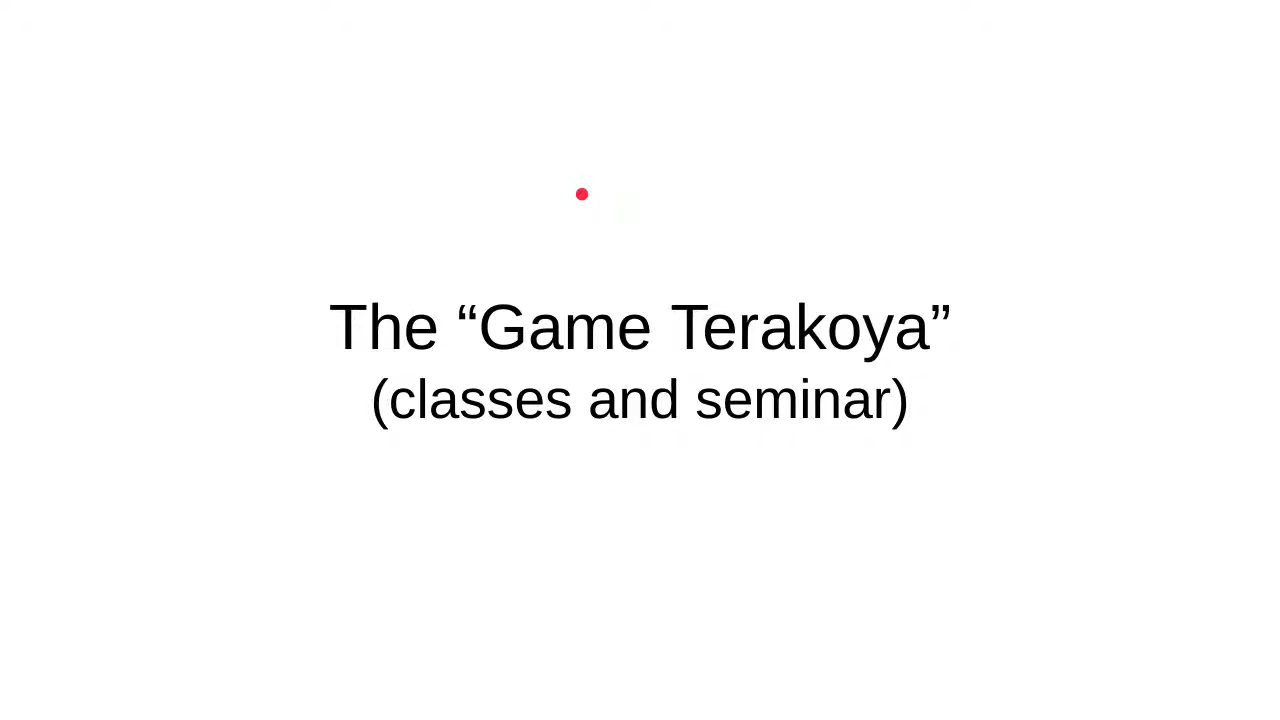 The “Game Terakoya”
(classes and seminar)